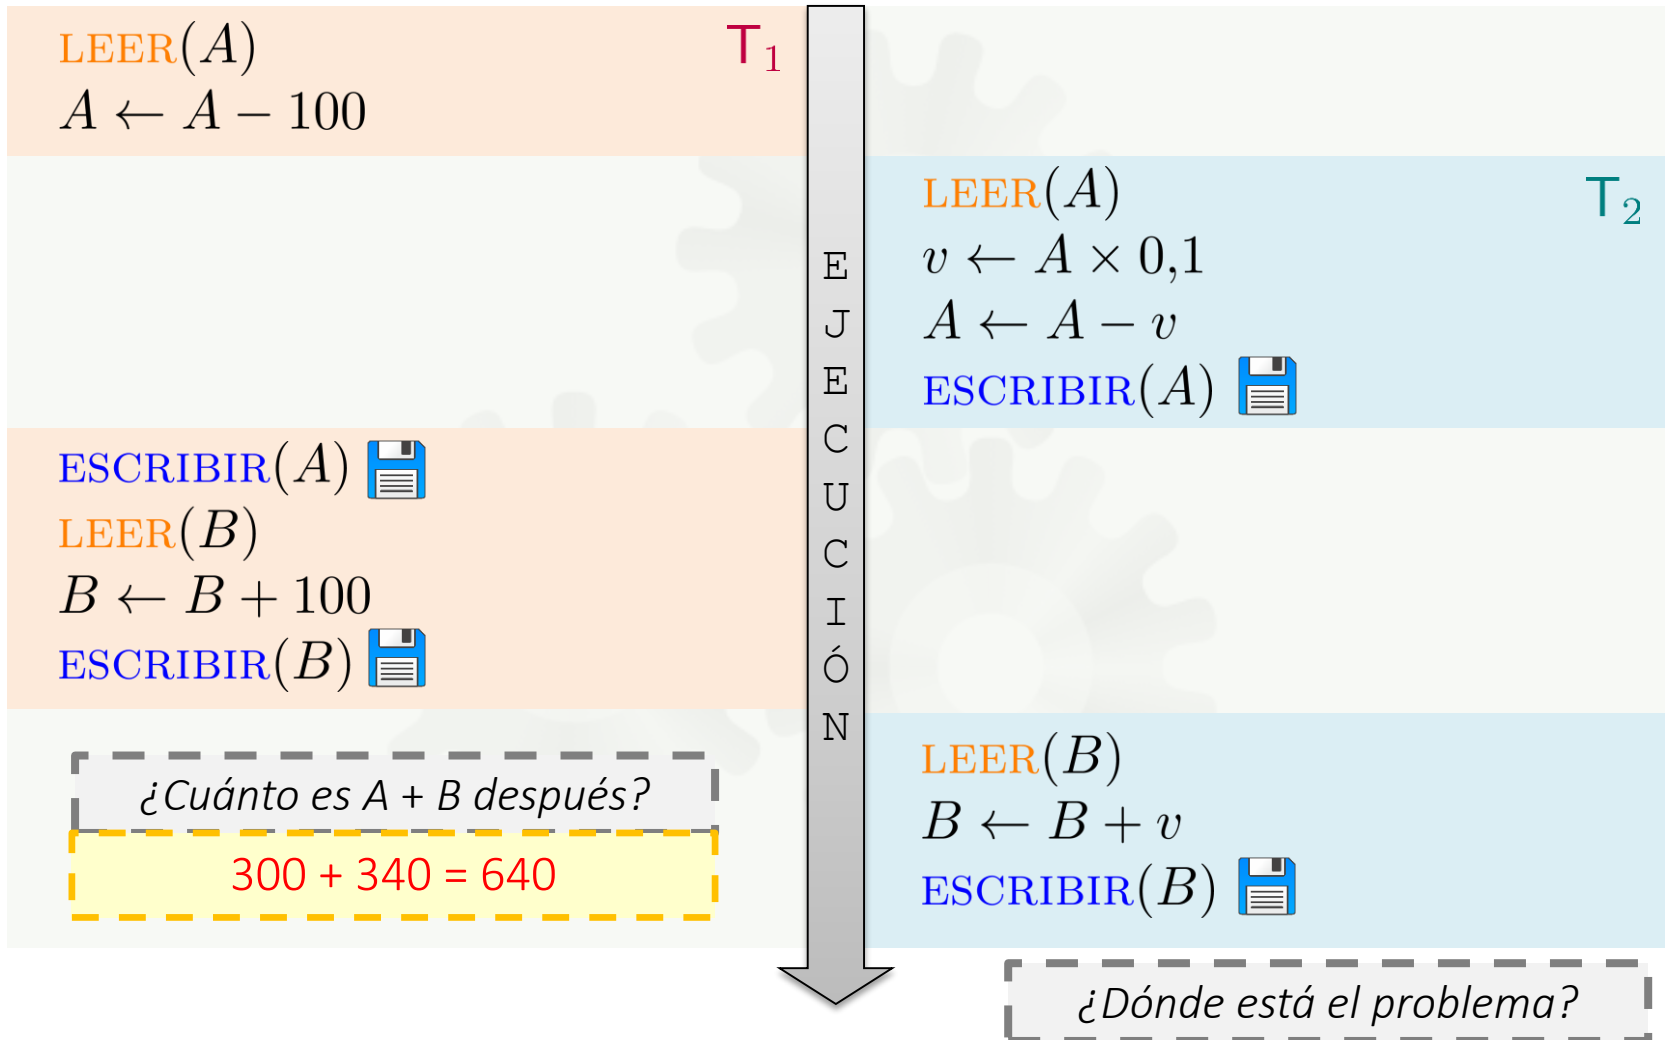 LEER(A)
T₁
A ← A − 100
LEER(A)
T₂
v ← A × 0,1
A ← A − v
ESCRIBIR(A)
ESCRIBIR(A)
LEER(B)
B ← B + 100
ESCRIBIR(B)
EJECUCIÓN
LEER(B)
B ← B + v
ESCRIBIR(B)
¿Cuánto es A + B después?
300 + 340 = 640
¿Dónde está el problema?